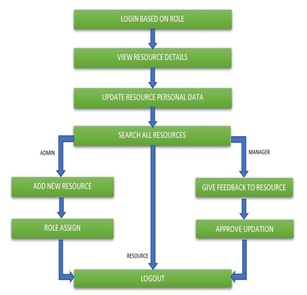 LOGIN BASED ON ROLE
VIEW RESOURCE DETAILS
UPDATE RESOURCE PERSONAL DATA
SEARCH ALL RESOURCES
ADMIN
MANAGER
ADD NEW RESOURCE
GIVE FEEDBACK TO RESOURCE
ROLE ASSIGN
APPROVE UPDATION
RESOURCE
LOGOUT